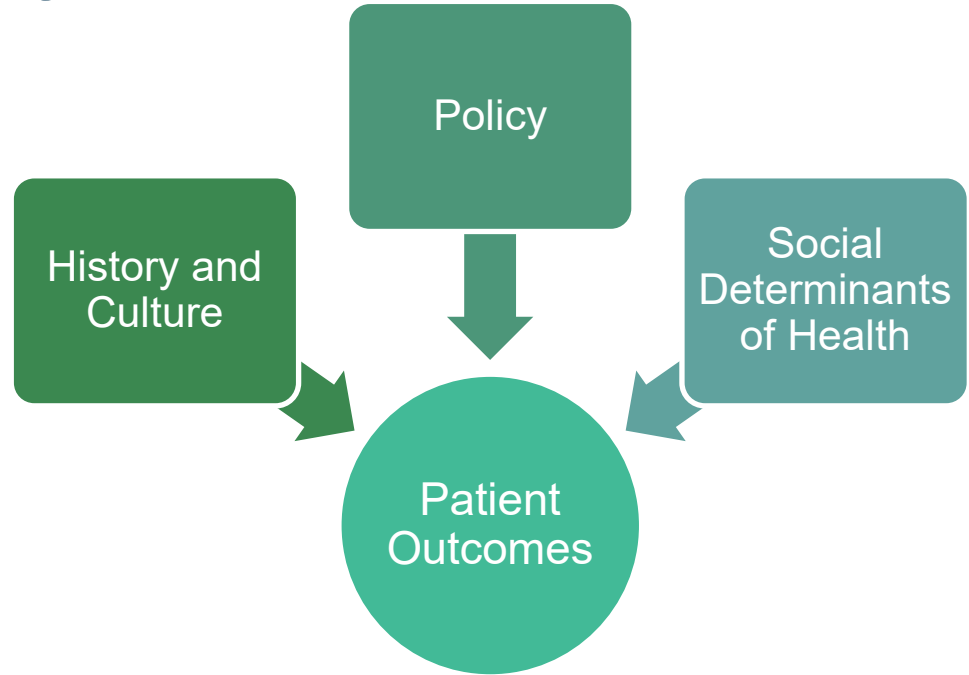 Policy
History and
Culture
Social
Determinants
of Health
Patient
Outcomes